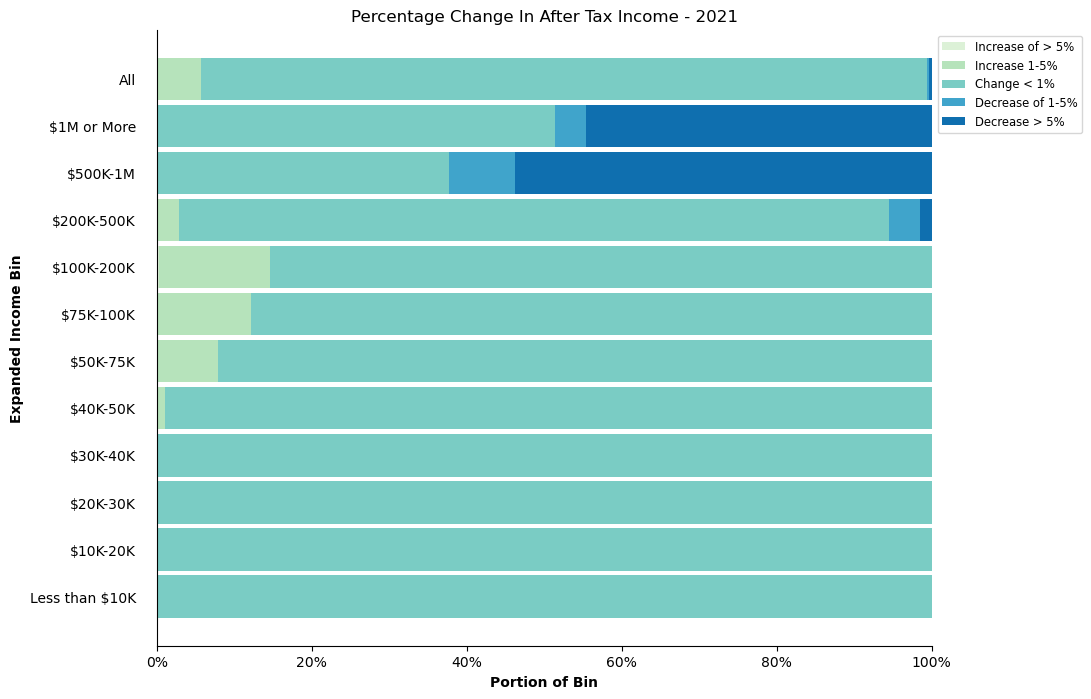 Percentage Change In After Tax Income - 2021
Increase of > 5%
Increase 1-5%
Change < 1%
Decrease of 1-5%
Decrease > 5%
Expanded Income Bin
All
$1M or More
$500K-1M
$200K-500K
$100K-200K
$75K-100K
$50K-75K
$40K-50K
$30K-40K
$20K-30K
$10K-20K
Less than $10K
0% 20% 40% 60% 80% 100%
Portion of Bin